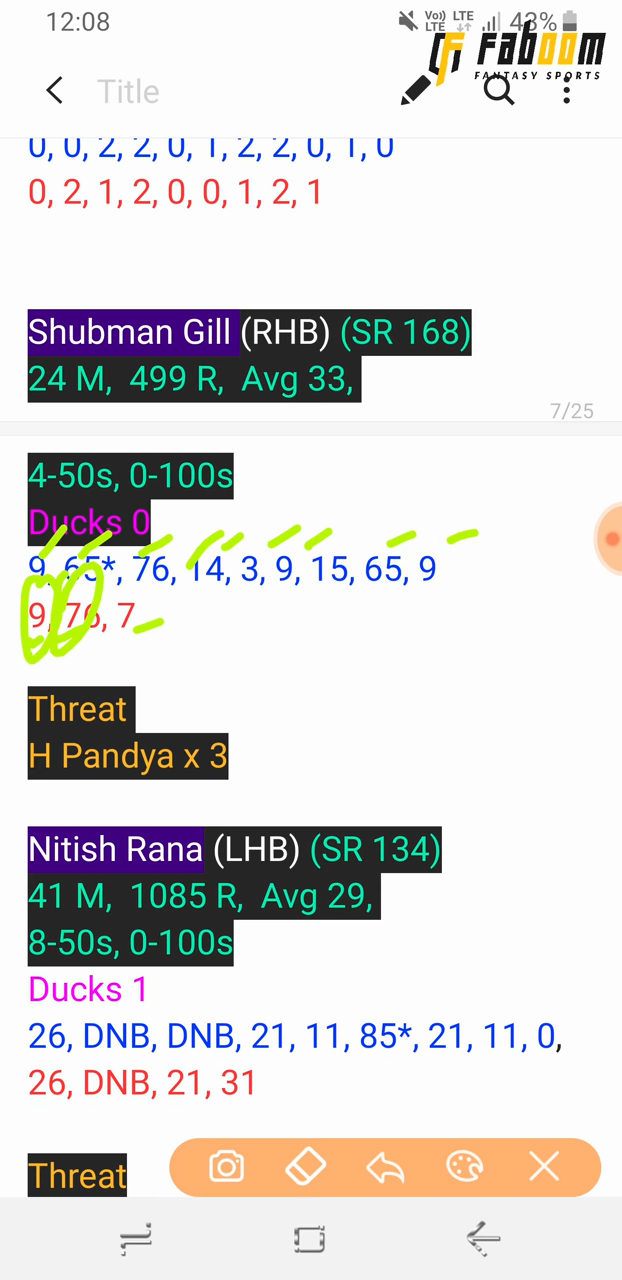 12:08 Vo) LTE LTE 43%
faboom
FANTASY SPORTS
Title
0, 0, 2, 2, 0, 1, 2, 2, 0, 1, 0
0, 2, 1, 2, 0, 0, 1, 2, 1
Shubman Gill (RHB) (SR 168)
24 M, 499 R, Avg 33,
7/25
4-50s, 0-100s
Ducks 0
9, 65*, 76, 14, 3, 9, 15, 65, 9
9, 76, 7
Threat
H Pandya x 3
Nitish Rana (LHB) (SR 134)
41 M, 1085 R, Avg 29,
8-50s, 0-100s
Ducks 1
26, DNB, DNB, 21, 11, 85*, 21, 11, 0,
26, DNB, 21, 31
Threat